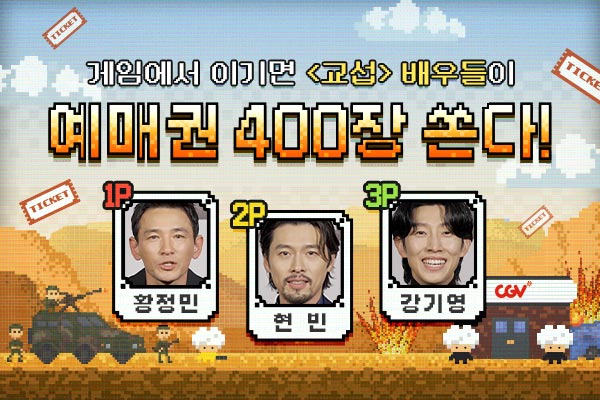 TICKET
게임에서 이기면 <교섭> 배우들이
TICKET
예매권 400장 쏜다!
TICKET
1P
2P
3P
TICKET
황정민
현 빈
강기영
CGV